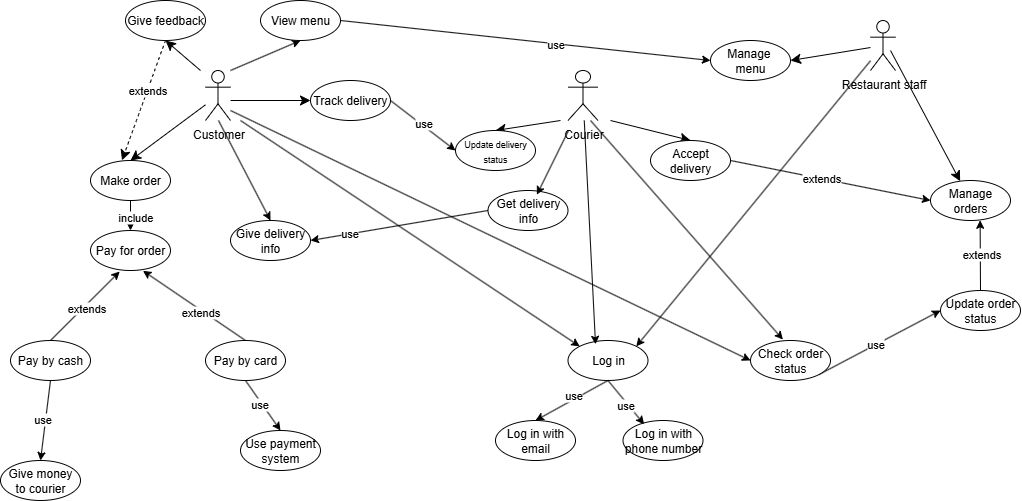 Give feedback
View menu
use
Manage
menu
Restaurant staff
extends
Track delivery
Customer
use
Courier
Update delivery
status
Accept
delivery
extends
Make order
Manage
orders
include
Get delivery
info
Give delivery
info
use
Pay for order
extends
extends
extends
Update order
status
use
Pay by cash
Pay by card
Log in
Check order
status
use
use
use
use
Use payment
system
Log in with
email
Log in with
phone number
Give money
to courier